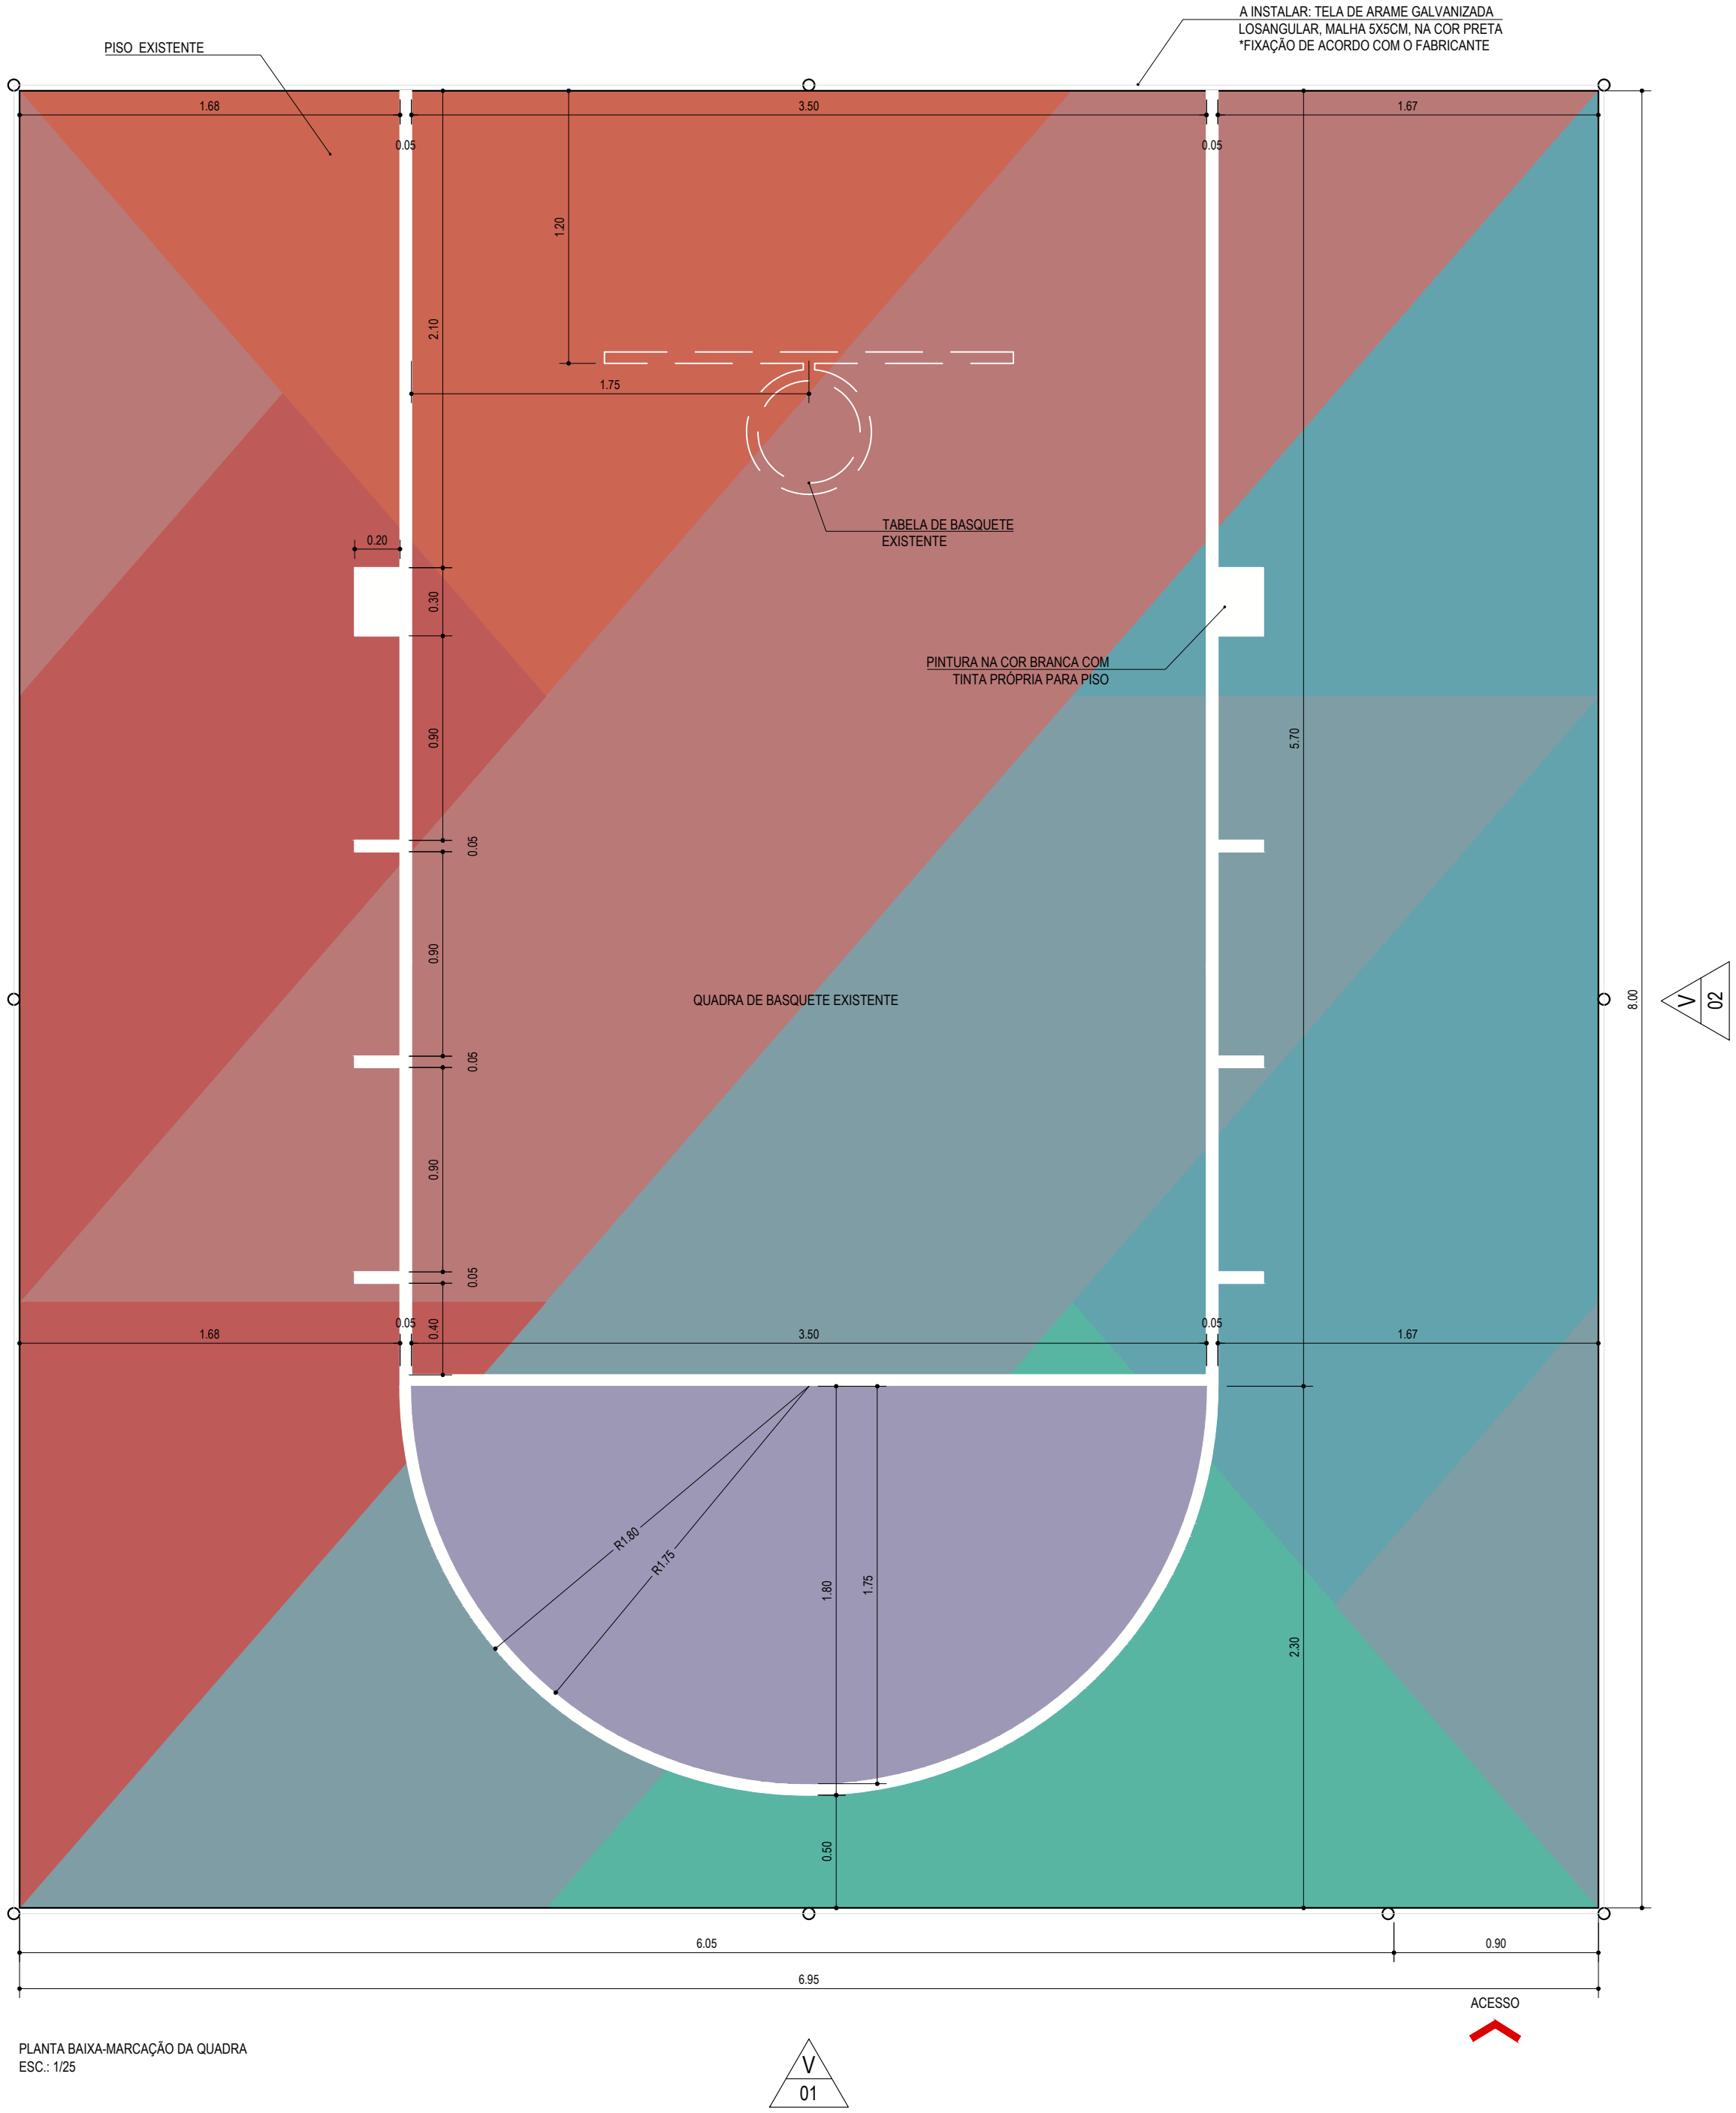 A INSTALAR: TELA DE ARAME GALVANIZADA
LOSANGULAR, MALHA 5X5CM, NA COR PRETA
*FIXAÇÃO DE ACORDO COM O FABRICANTE
PISO EXISTENTE
1.68
3.50
1.67
0.05
0.05
1.20
2.10
1.75
TABELA DE BASQUETE
EXISTENTE
0.20
0.30
PINTURA NA COR BRANCA COM
TINTA PRÓPRIA PARA PISO
0.90
5.70
0.05
0.90
QUADRA DE BASQUETE EXISTENTE
8.00
V
02
0.05
0.90
0.05
0.40
1.68
0.05
3.50
0.05
1.67
R1.80
R1.75
1.80
1.75
2.30
0.50
6.05
0.90
6.95
ACESSO
PLANTA BAIXA-MARCAÇÃO DA QUADRA
ESC.: 1/25
V
01